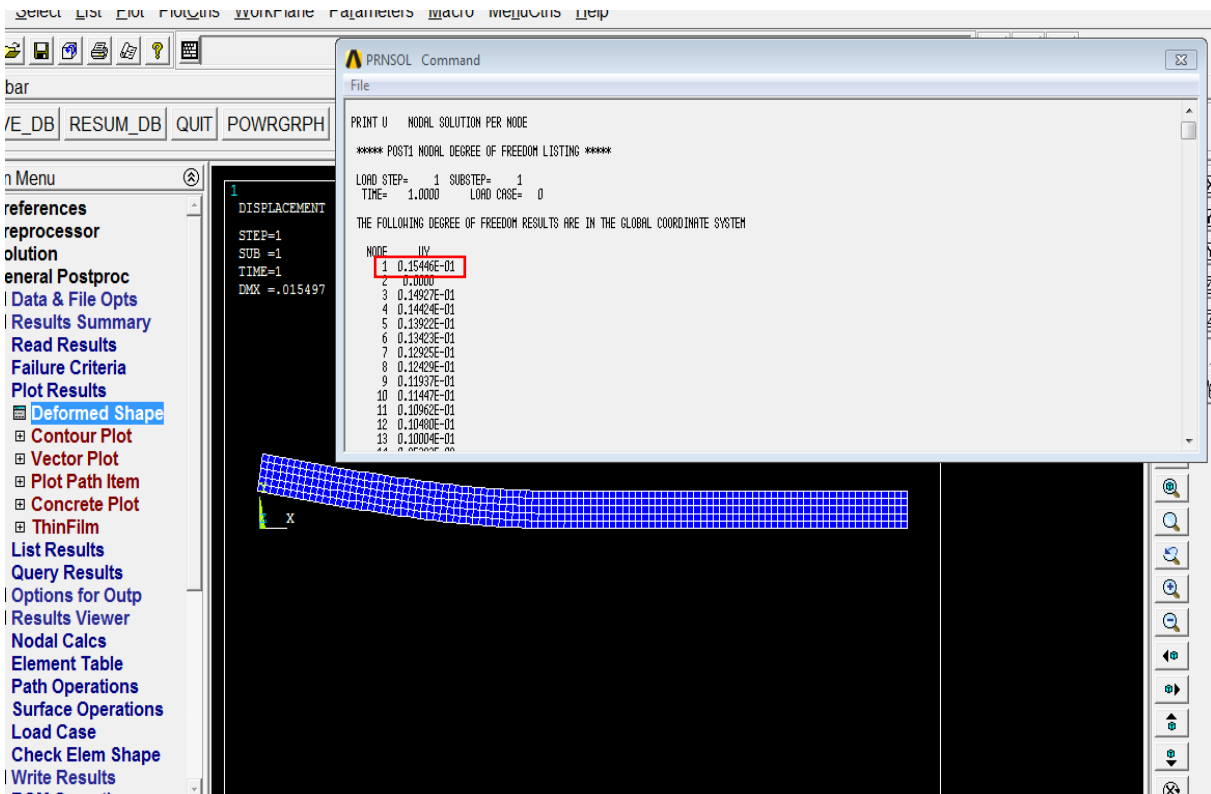 Select List Plot PlotCtrls WorkPlane Parameters Macro MenuCtrls Help
PRNSOL Command
File
bar
VE_DB RESUM_DB QUIT POWRGRPH
PRINT U NODAL SOLUTION PER NODE
***** POST1 NODAL DEGREE OF FREEDOM LISTING *****
LOAD STEP= 1 SUBSTEP= 1
TIME= 1.0000 LOAD CASE= 0
THE FOLLOWING DEGREE OF FREEDOM RESULTS ARE IN THE GLOBAL COORDINATE SYSTEM
NODE UY
1 0.15446E-01
2 0.0000
3 0.14927E-01
4 0.14424E-01
5 0.13922E-01
6 0.13423E-01
7 0.12925E-01
8 0.12429E-01
9 0.11937E-01
10 0.11447E-01
11 0.10962E-01
12 0.10480E-01
13 0.10004E-01
n Menu
references
reprocessor
olution
eneral Postproc
Data & File Opts
Results Summary
Read Results
Failure Criteria
Plot Results
Deformed Shape
Contour Plot
Vector Plot
Plot Path Item
Concrete Plot
ThinFilm
List Results
Query Results
Options for Outp
Results Viewer
Nodal Calcs
Element Table
Path Operations
Surface Operations
Load Case
Check Elem Shape
Write Results
1
DISPLACEMENT
STEP=1
SUB =1
TIME=1
DMX =.015497
X